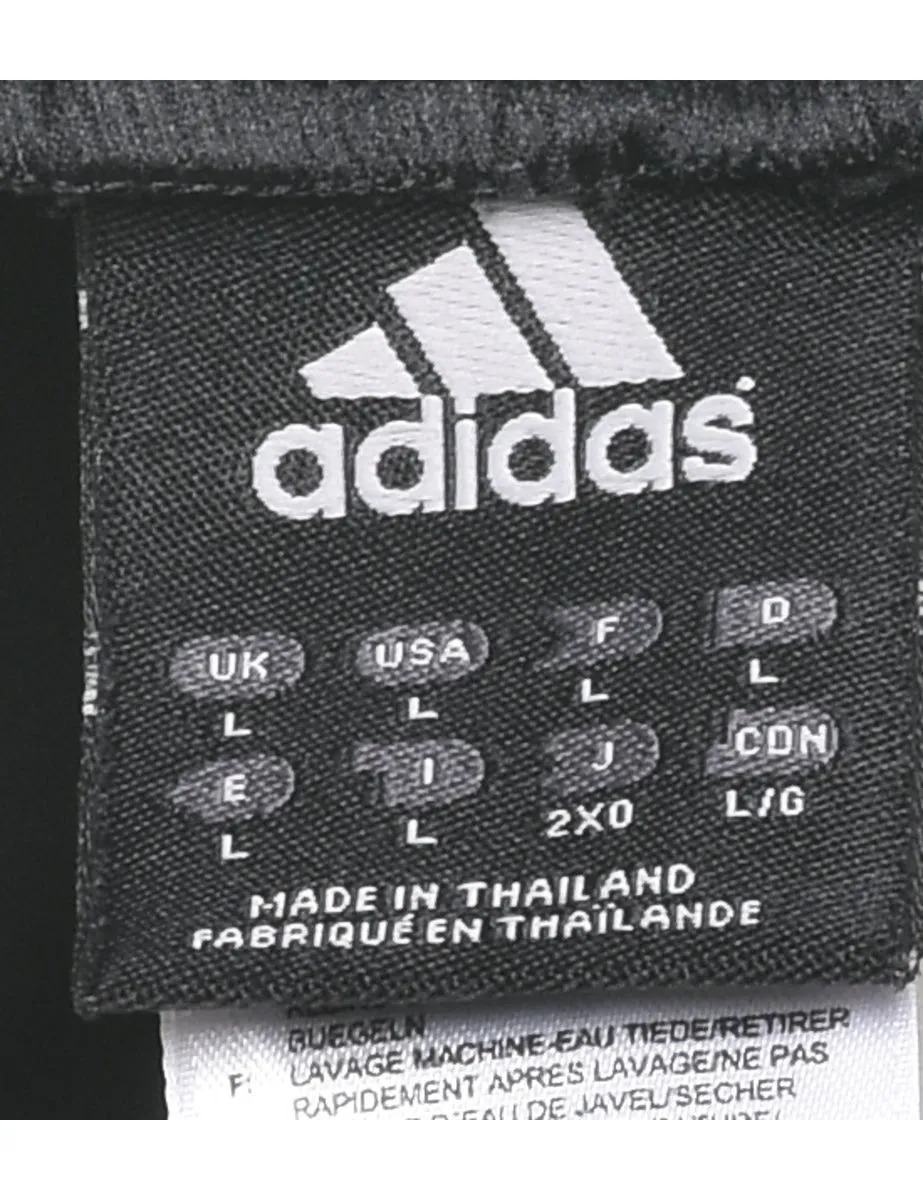 adidas
UK USA F D
L L L L
E I J CDN
L L 2XO L/G
MADE IN THAILAND
FABRIQUÉ EN THAÏLANDE
BUEGELN
F: LAVAGE MACHINE-EAU TIEDE/RETIRER
RAPIDEMENT APRES LAVAGE/NE PAS
D'EAU DE JAVEL/SECHER